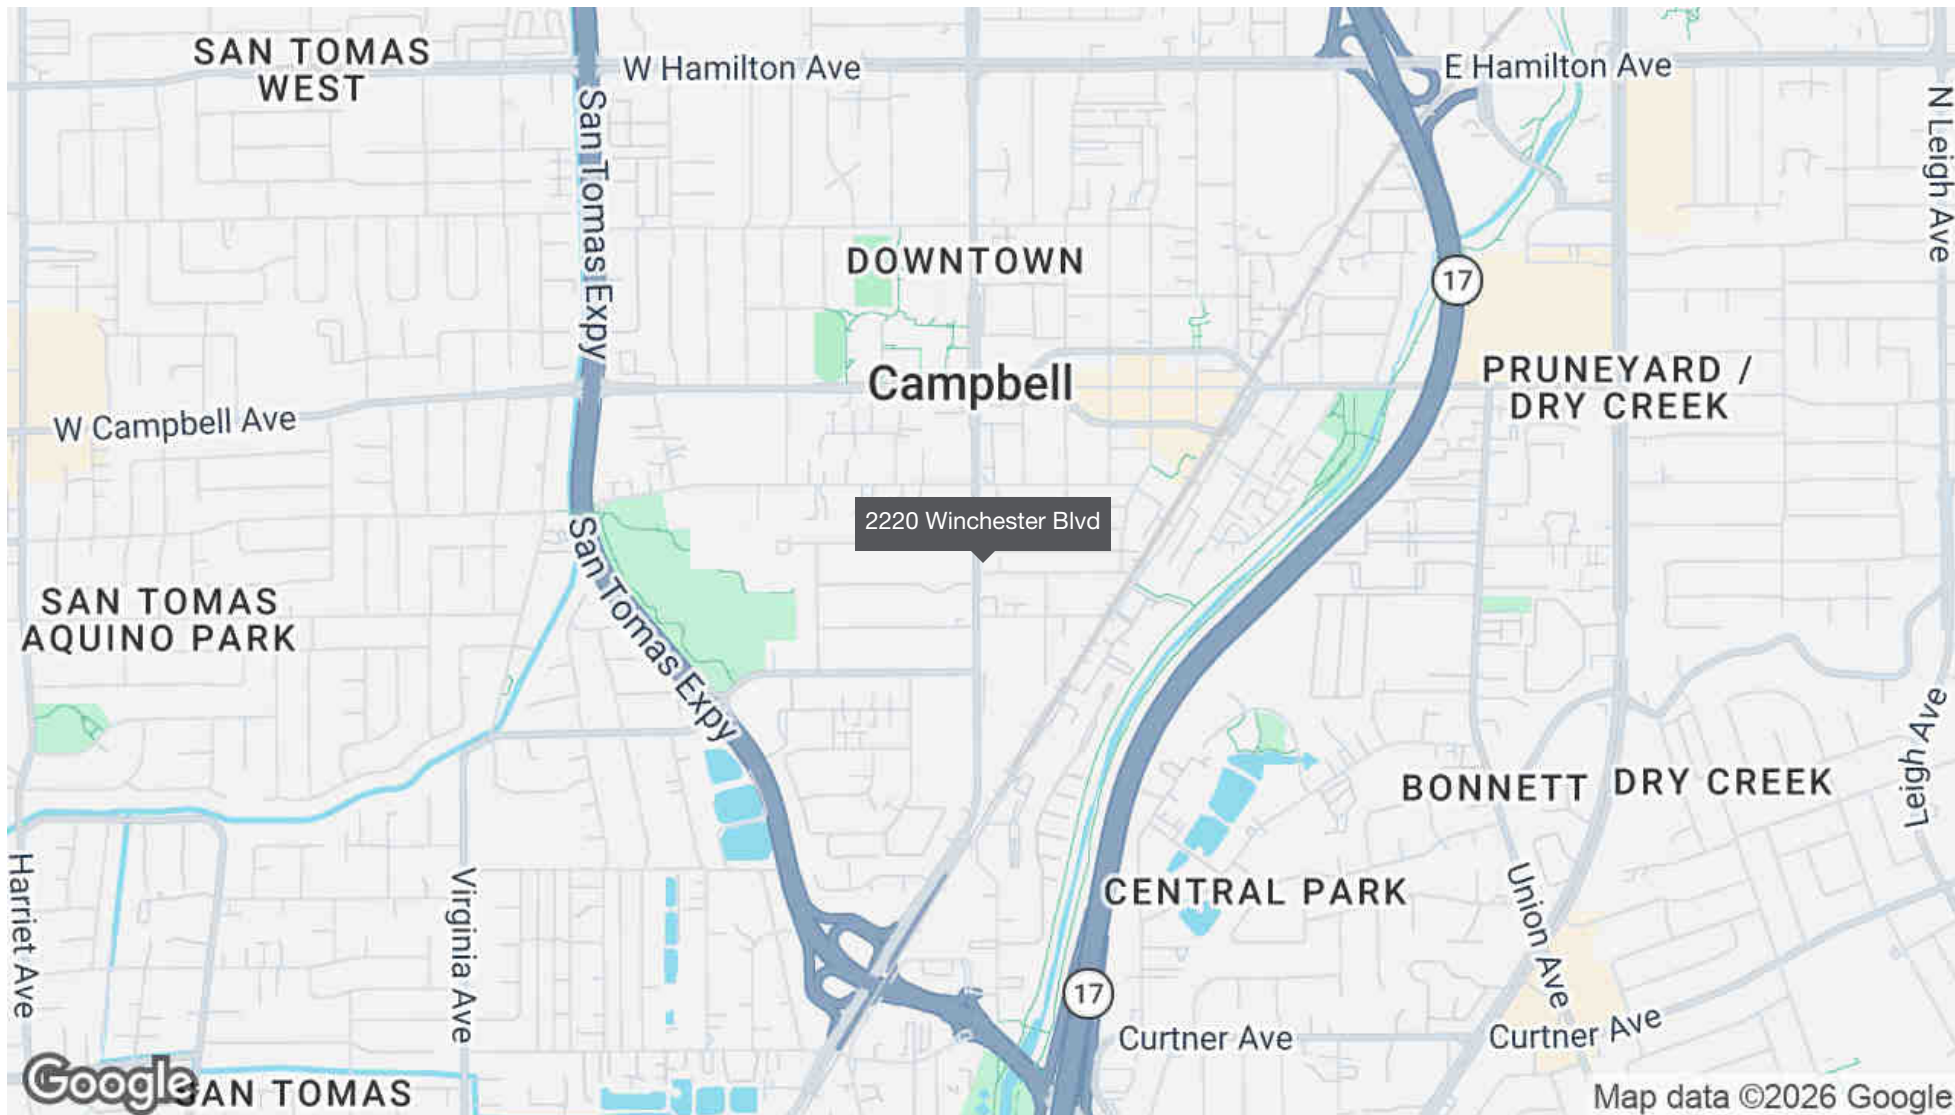 SAN TOMAS
WEST
W Hamilton Ave
E Hamilton Ave
N Leigh Ave
San Tomas Expy
DOWNTOWN
17
Campbell
PRUNEYARD /
DRY CREEK
W Campbell Ave
2220 Winchester Blvd
San Tomas Expy
SAN TOMAS
AQUINO PARK
Leigh Ave
BONNETT
DRY CREEK
Harriet Ave
Virginia Ave
CENTRAL PARK
Union Ave
17
Curtner Ave
Curtner Ave
Google
SAN TOMAS
Map data ©2026 Google